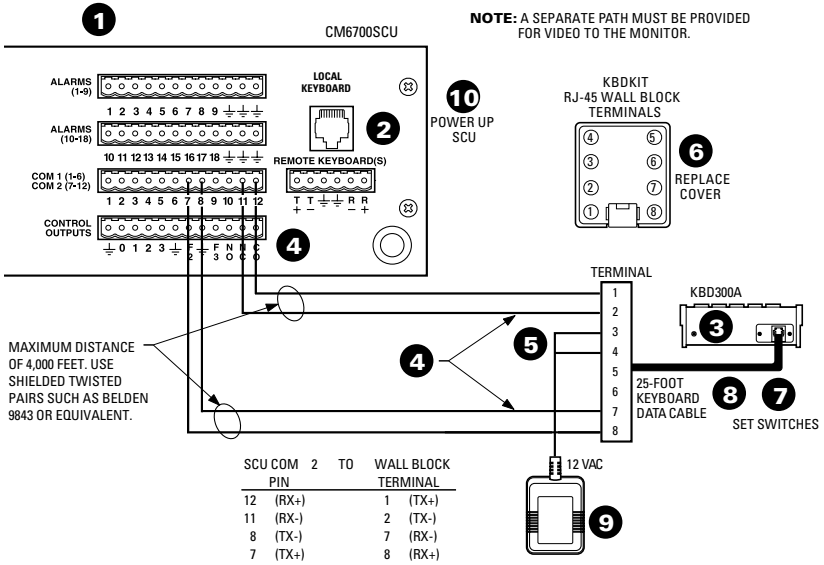 1
CM6700SCU
NOTE: A SEPARATE PATH MUST BE PROVIDED
FOR VIDEO TO THE MONITOR.
ALARMS
(1-9)
1 2 3 4 5 6 7 8 9
ALARMS
(10-18)
10 11 12 13 14 15 16 17 18
COM 1 (1-6)
COM 2 (7-12)
1 2 3 4 5 6 7 8 9 10 11 12
CONTROL
OUTPUTS
0 1 2 3 F2 F3 NO NC CO
LOCAL
KEYBOARD
2
REMOTE KEYBOARD(S)
T+ T- R- R+
4
10
POWER UP
SCU
KBDKIT
RJ-45 WALL BLOCK
TERMINALS
4 5
3 6
2 7
1 8
6
REPLACE
COVER
TERMINAL
1
2
3
4
5
6
7
8
KBD300A
3
MAXIMUM DISTANCE
OF 4,000 FEET. USE
SHIELDED TWISTED
PAIRS SUCH AS BELDEN
9843 OR EQUIVALENT.
4
5
25-FOOT
KEYBOARD
DATA CABLE
8
7
SET SWITCHES
12 VAC
9
SCU COM 2 TO WALL BLOCK
PIN TERMINAL
12 (RX+) 1 (TX+)
11 (RX-) 2 (TX-)
8 (TX-) 7 (RX-)
7 (TX+) 8 (RX+)